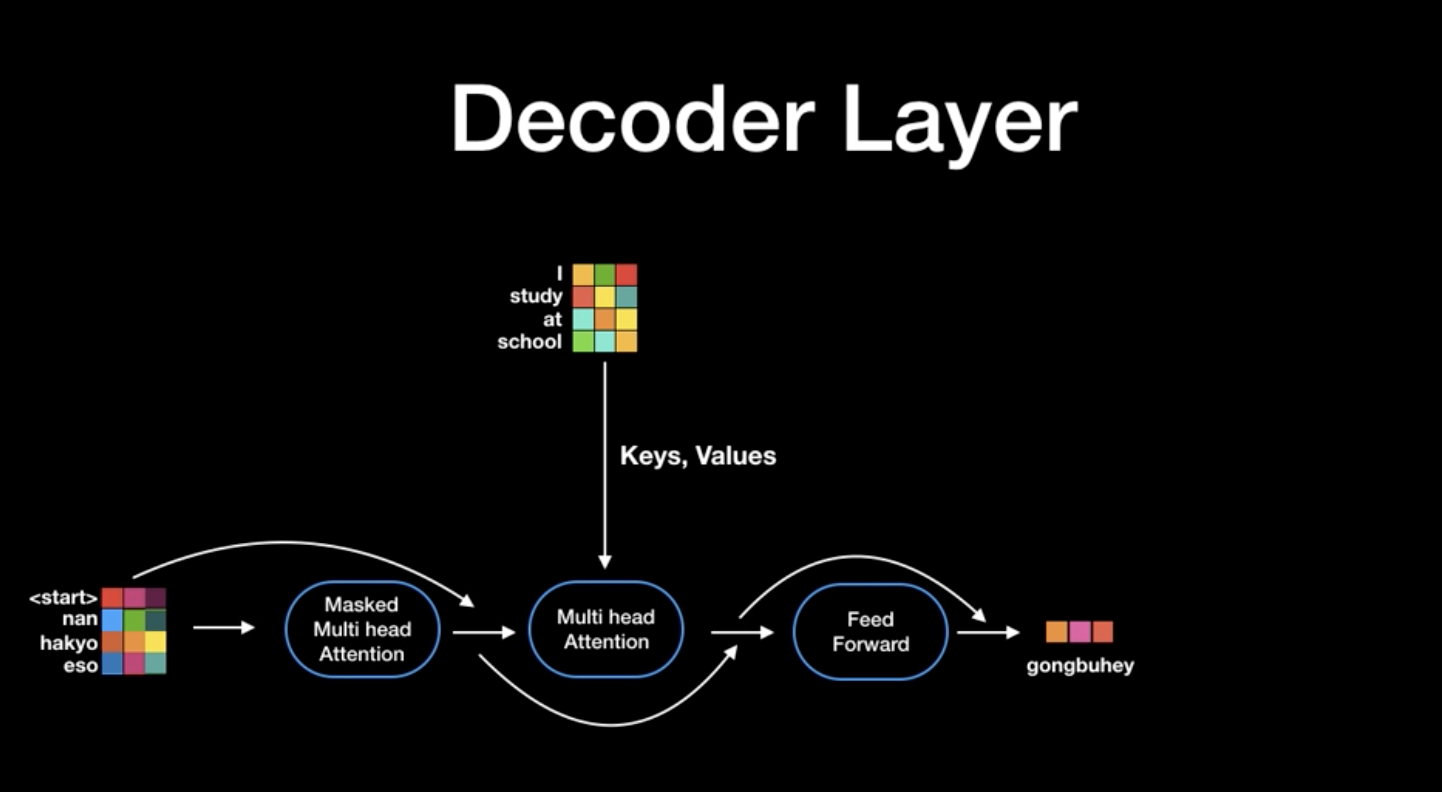 Decoder Layer
I
study
at
school
Keys, Values
<start>
nan
hakyo
eso
Masked
Multi head
Attention
Multi head
Attention
Feed
Forward
gongbuhey